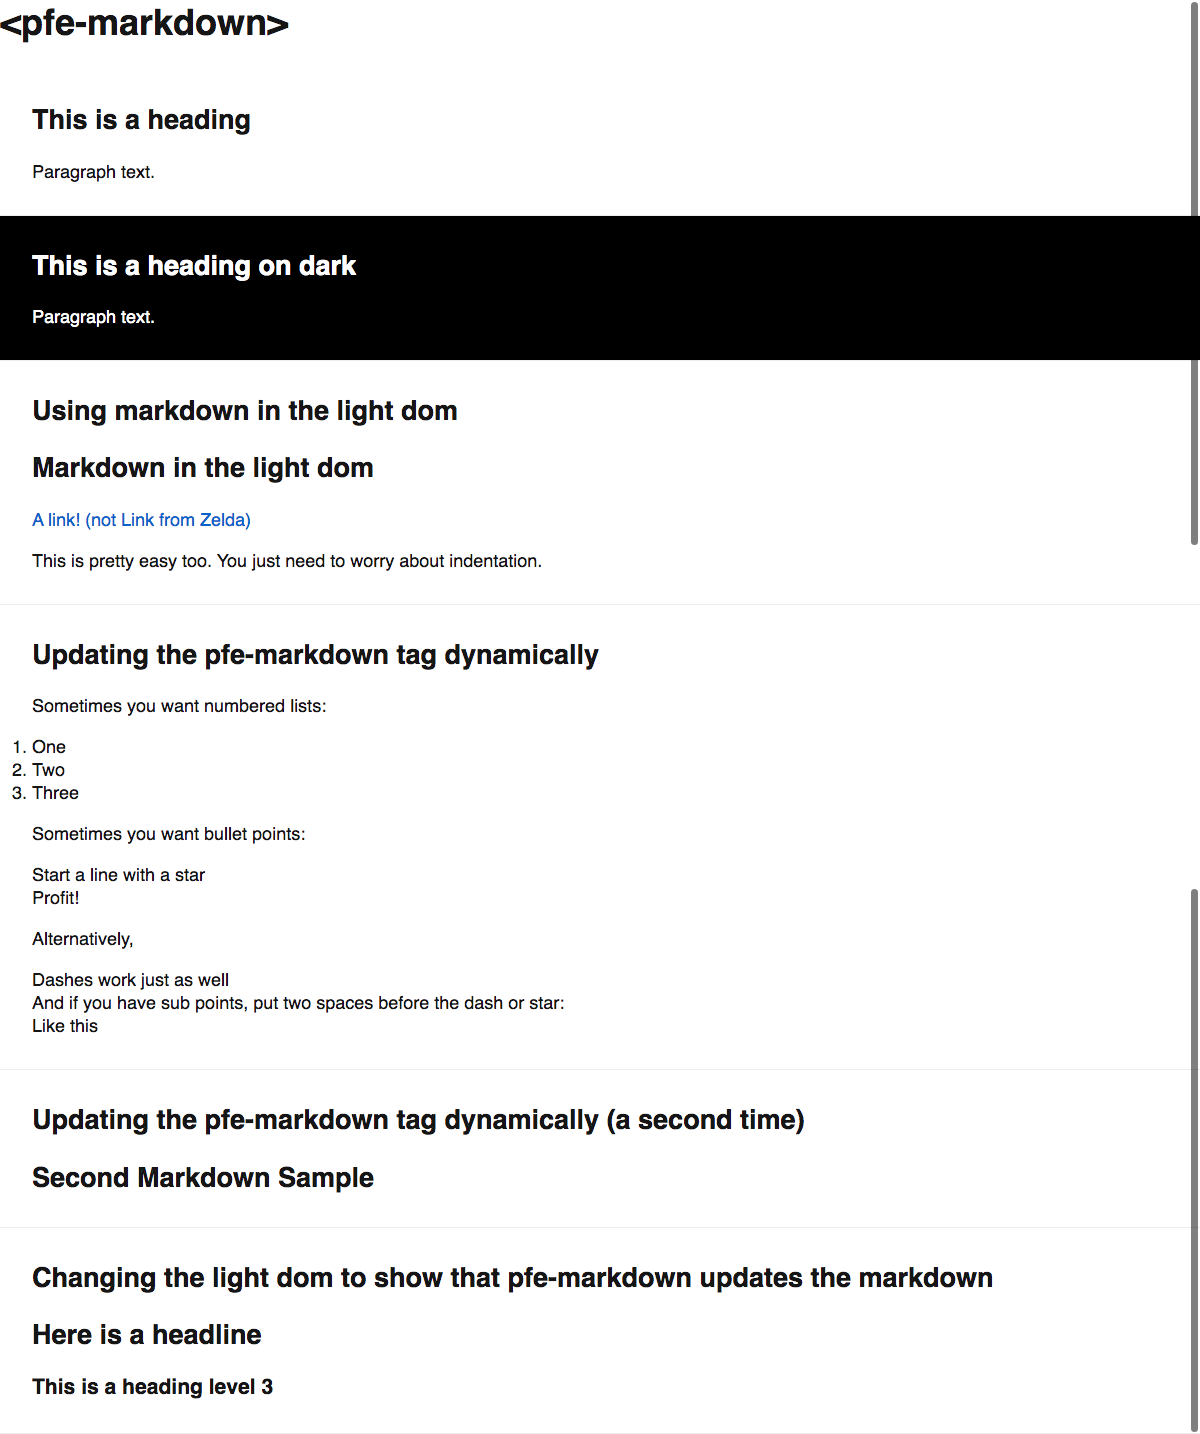 <pfe-markdown>
This is a heading
Paragraph text.
This is a heading on dark
Paragraph text.
Using markdown in the light dom
Markdown in the light dom
A link! (not Link from Zelda)
This is pretty easy too. You just need to worry about indentation.
Updating the pfe-markdown tag dynamically
Sometimes you want numbered lists:
1. One
2. Two
3. Three
Sometimes you want bullet points:
Start a line with a star
Profit!
Alternatively,
Dashes work just as well
And if you have sub points, put two spaces before the dash or star:
Like this
Updating the pfe-markdown tag dynamically (a second time)
Second Markdown Sample
Changing the light dom to show that pfe-markdown updates the markdown
Here is a headline
This is a heading level 3